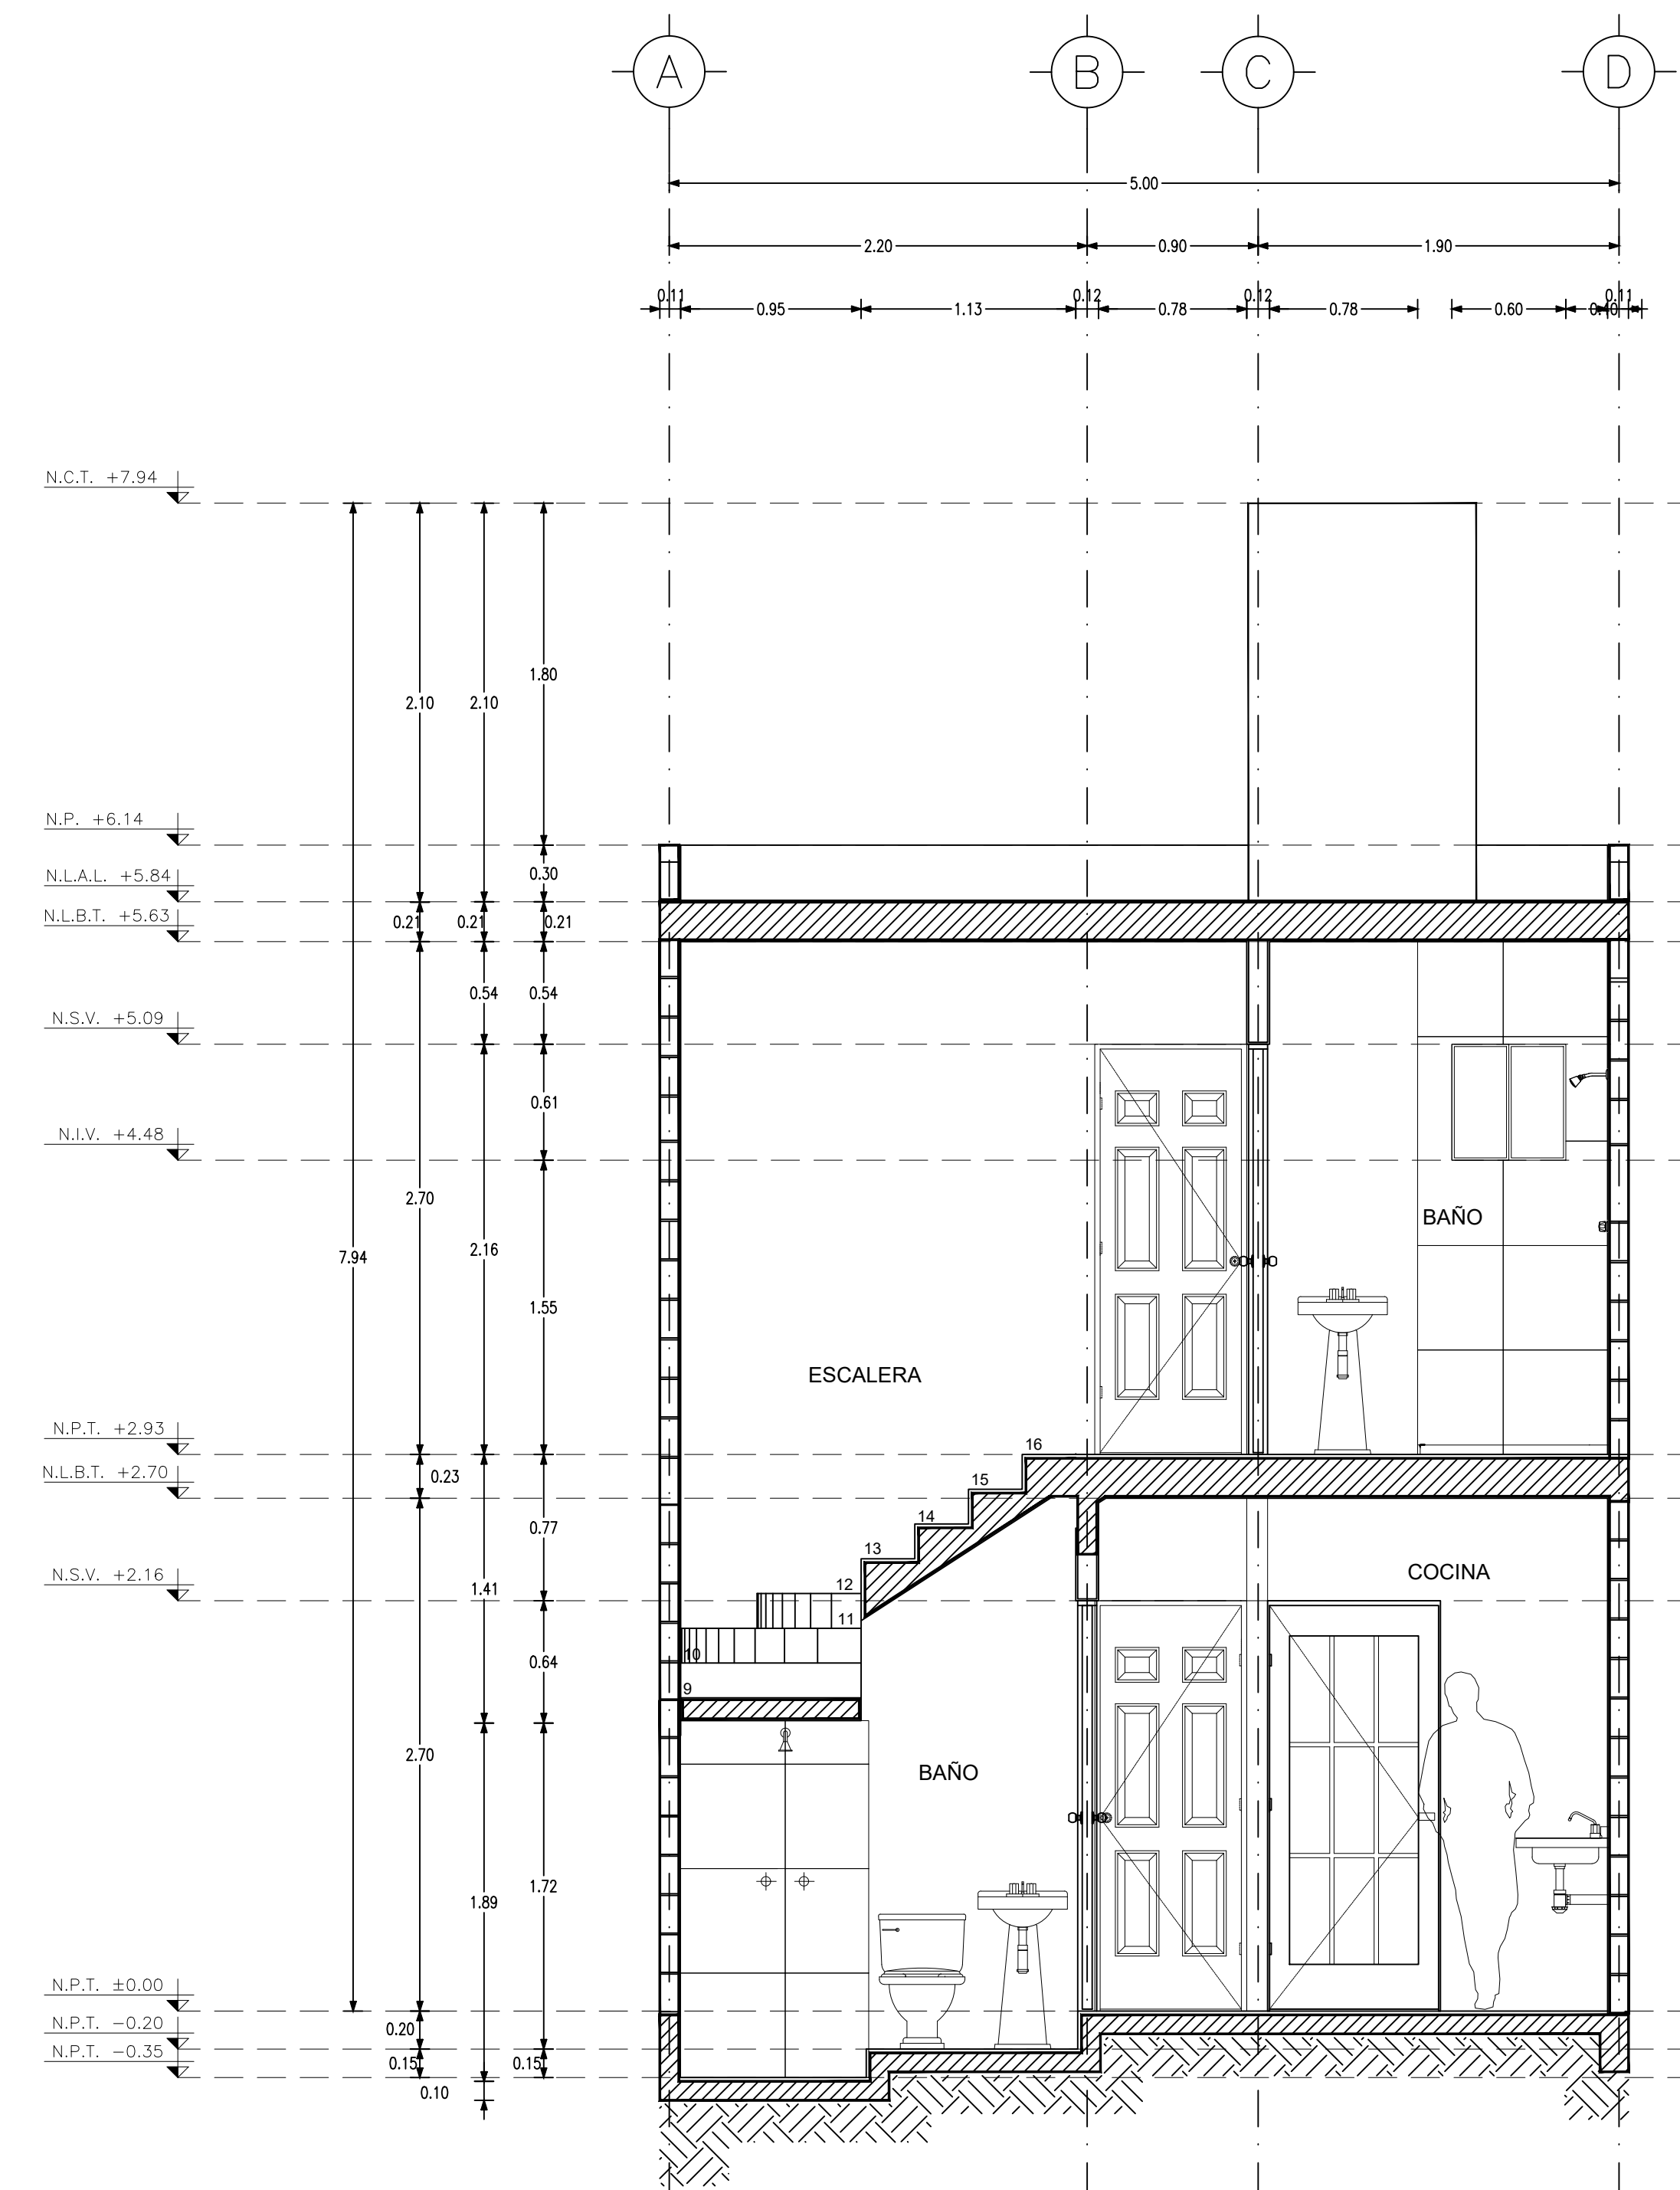 A B C D
5.00
2.20 0.90 1.90
0.11 0.95 1.13 0.12 0.78 0.12 0.78 0.60 0.40 0.11
N.C.T. +7.94
1.80
2.10 2.10
N.P. +6.14
0.30
N.L.A.L. +5.84
N.L.B.T. +5.63
0.21 0.21 0.21
0.54 0.54
N.S.V. +5.09
0.61
N.I.V. +4.48
2.70
BAÑO
7.94 2.16
1.55
ESCALERA
N.P.T. +2.93
16
N.L.B.T. +2.70
0.23
15
14
0.77
13
COCINA
N.S.V. +2.16
1.41
12
11
10
0.64
9
2.70
BAÑO
1.72
1.89
N.P.T. ±0.00
N.P.T. −0.20
0.20
N.P.T. −0.35
0.15 0.15
0.10